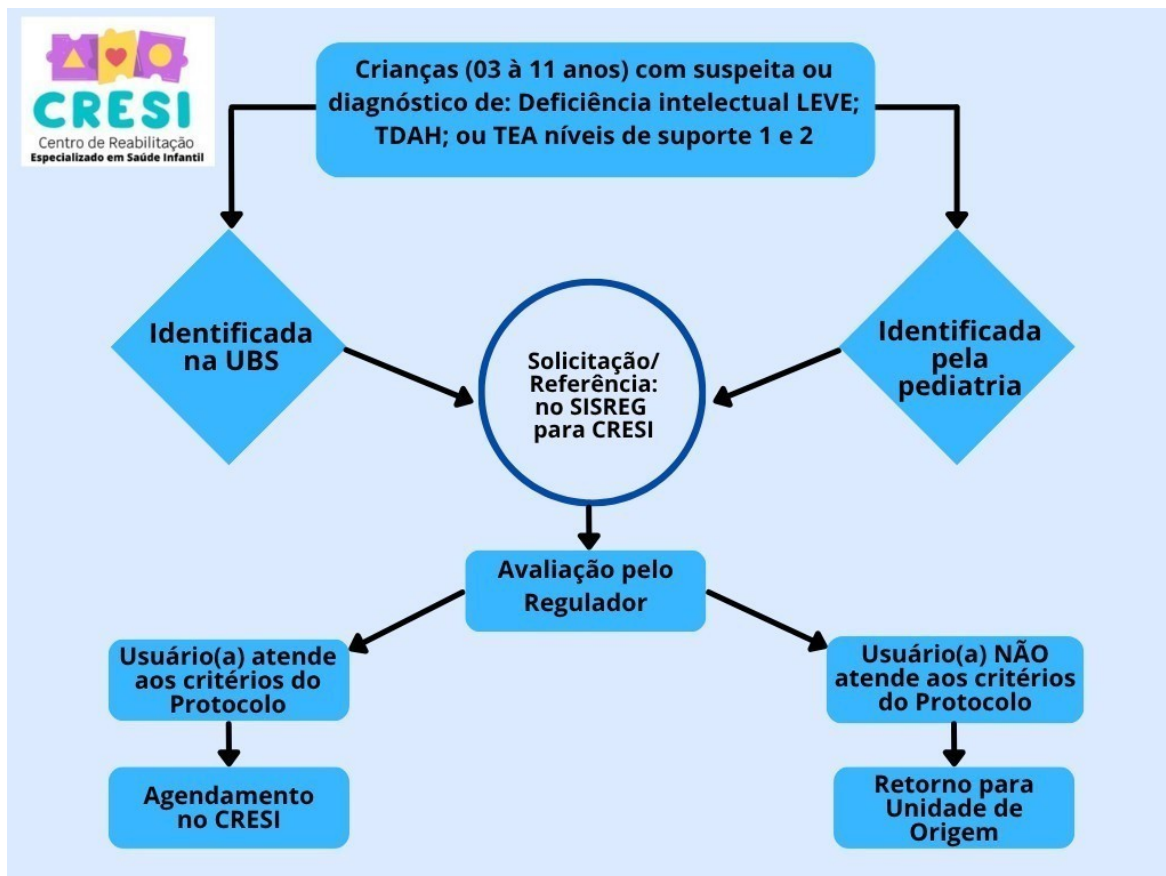 CRESI
Centro de Reabilitação
Especializado em Saúde Infantil
Crianças (03 à 11 anos) com suspeita ou
diagnóstico de: Deficiência intelectual LEVE;
TDAH; ou TEA níveis de suporte 1 e 2
Identificada
na UBS
Solicitação/
Referência:
no SISREG
para CRESI
Identificada
pela
pediatria
Avaliação pelo
Regulador
Usuário(a) atende
aos critérios do
Protocolo
Usuário(a) NÃO
atende aos critérios
do Protocolo
Agendamento
no CRESI
Retorno para
Unidade de
Origem